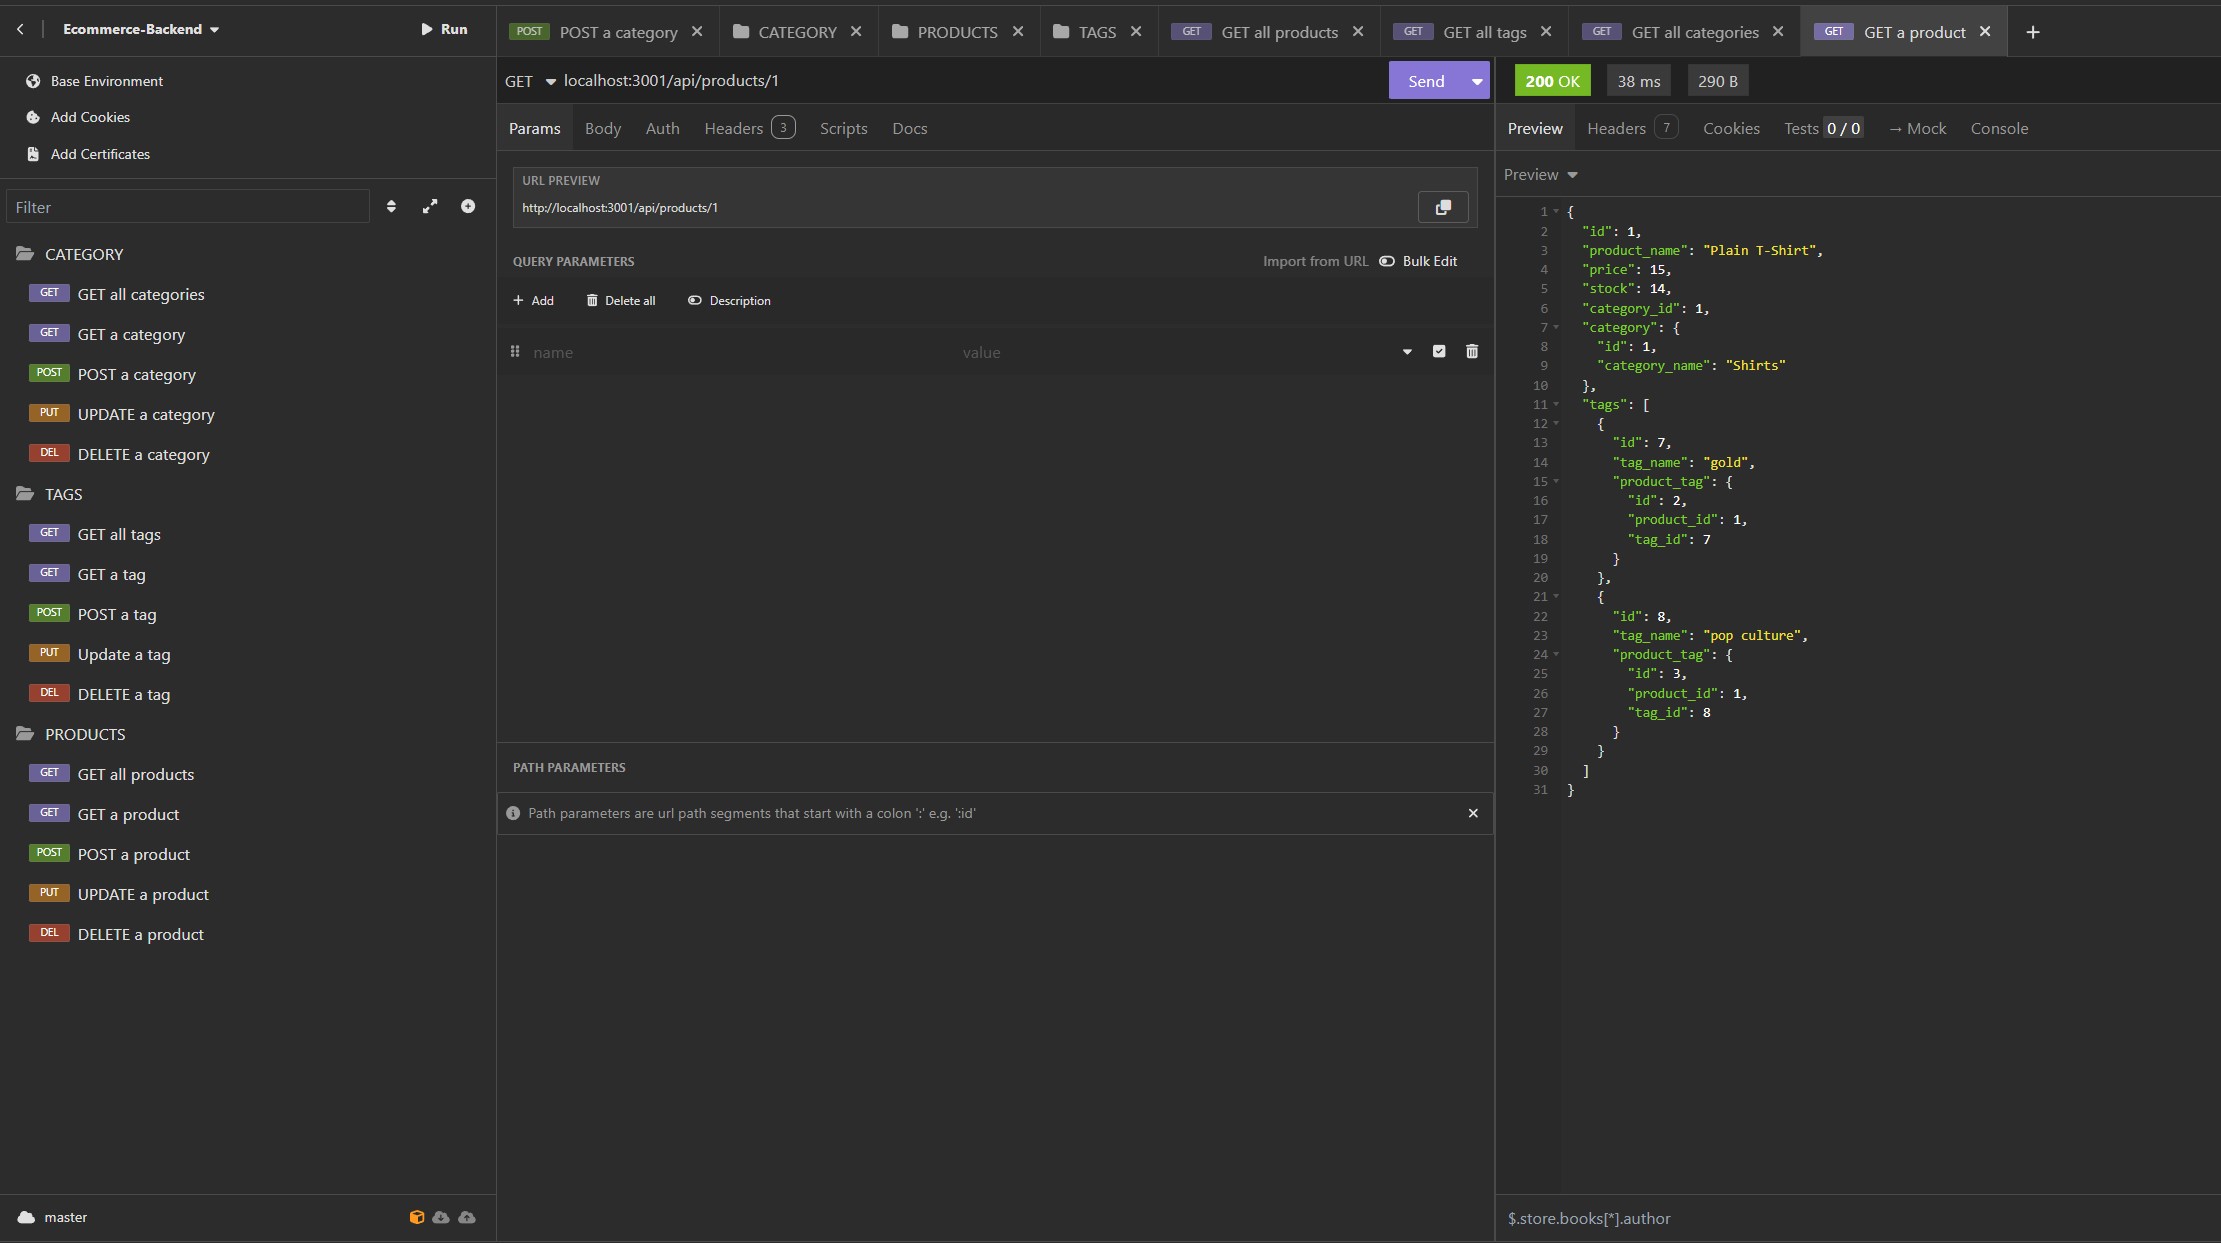 Ecommerce-Backend
Run
Base Environment
Add Cookies
Add Certificates
Filter
CATEGORY
GET GET all categories
GET GET a category
POST POST a category
PUT UPDATE a category
DEL DELETE a category
TAGS
GET GET all tags
GET GET a tag
POST POST a tag
PUT Update a tag
DEL DELETE a tag
PRODUCTS
GET GET all products
GET GET a product
POST POST a product
PUT UPDATE a product
DEL DELETE a product
master
POST POST a category CATEGORY PRODUCTS TAGS GET GET all products GET GET all tags GET GET all categories GET GET a product
GET localhost:3001/api/products/1 Send
Params Body Auth Headers 3 Scripts Docs
URL PREVIEW
http://localhost:3001/api/products/1
QUERY PARAMETERS Import from URL Bulk Edit
Add Delete all Description
name value
PATH PARAMETERS
Path parameters are url path segments that start with a colon ':' e.g. ':id'
200 OK 38 ms 290 B
Preview Headers 7 Cookies Tests 0 / 0 → Mock Console
Preview
1 {
2 "id": 1,
3 "product_name": "Plain T-Shirt",
4 "price": 15,
5 "stock": 14,
6 "category_id": 1,
7 "category": {
8 "id": 1,
9 "category_name": "Shirts"
10 },
11 "tags": [
12 {
13 "id": 7,
14 "tag_name": "gold",
15 "product_tag": {
16 "id": 2,
17 "product_id": 1,
18 "tag_id": 7
19 }
20 },
21 {
22 "id": 8,
23 "tag_name": "pop culture",
24 "product_tag": {
25 "id": 3,
26 "product_id": 1,
27 "tag_id": 8
28 }
29 }
30 ]
31 }
$.store.books[*].author